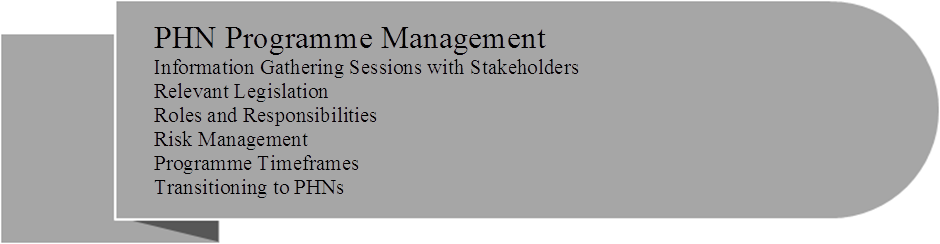 PHN Programme Management
Information Gathering Sessions with Stakeholders
Relevant Legislation
Roles and Responsibilities
Risk Management
Programme Timeframes
Transitioning to PHNs